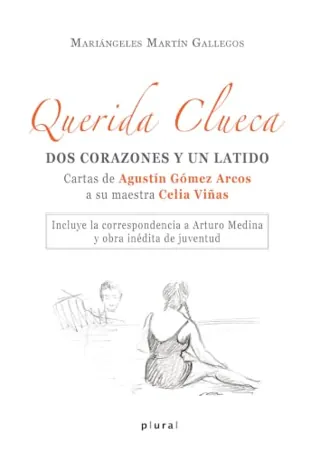 Mariángeles Martín Gallegos
Querida Clueca
DOS CORAZONES Y UN LATIDO
Cartas de Agustín Gómez Arcos
a su maestra Celia Viñas
Incluye la correspondencia a Arturo Medina
y obra inédita de juventud
plural